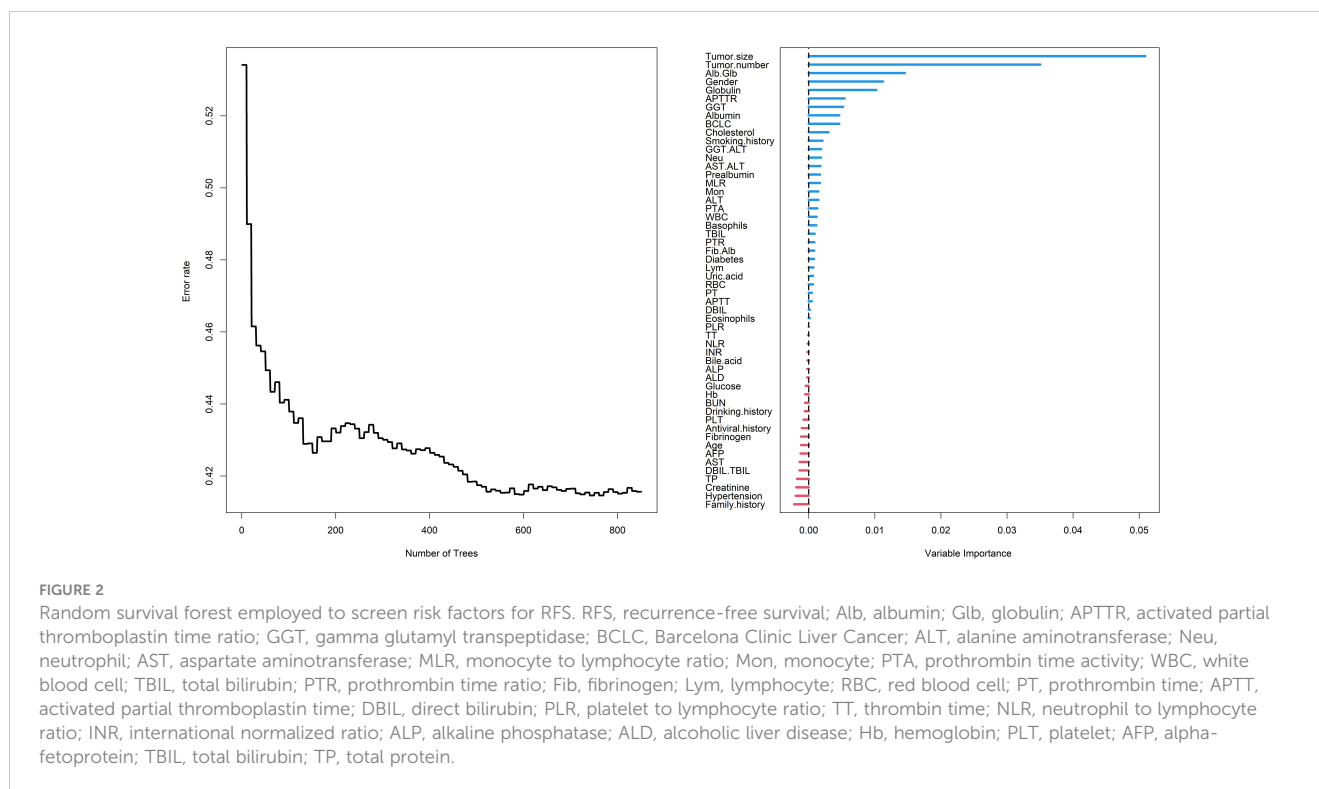 0.52
0.50
0.48
0.46
0.44
0.42
Error rate
0
200
400
600
800
Number of Trees
Tumor.size
Tumor.number
Alb.Glb
Gender
Globulin
APTTR
GGT
Albumin
BCLC
Cholesterol
Smoking.history
GGT.ALT
Neu
AST.ALT
Prealbumin
MLR
Mon
ALT
PTA
WBC
Basophils
TBIL
PTR
Fib.Alb
Diabetes
Lym
Uric.acid
RBC
PT
APTT
DBIL
Eosinophils
PLR
TT
NLR
INR
Bile.acid
ALP
ALD
Glucose
Hb
BUN
Drinking.history
PLT
Antiviral.history
Fibrinogen
Age
AFP
AST
DBIL.TBIL
TP
Creatinine
Hypertension
Family.history
0.00
0.01
0.02
0.03
0.04
0.05
Variable Importance
FIGURE 2
Random survival forest employed to screen risk factors for RFS. RFS, recurrence-free survival; Alb, albumin; Glb, globulin; APTTR, activated partial
thromboplastin time ratio; GGT, gamma glutamyl transpeptidase; BCLC, Barcelona Clinic Liver Cancer; ALT, alanine aminotransferase; Neu,
neutrophil; AST, aspartate aminotransferase; MLR, monocyte to lymphocyte ratio; Mon, monocyte; PTA, prothrombin time activity; WBC, white
blood cell; TBIL, total bilirubin; PTR, prothrombin time ratio; Fib, fibrinogen; Lym, lymphocyte; RBC, red blood cell; PT, prothrombin time; APTT,
activated partial thromboplastin time; DBIL, direct bilirubin; PLR, platelet to lymphocyte ratio; TT, thrombin time; NLR, neutrophil to lymphocyte
ratio; INR, international normalized ratio; ALP, alkaline phosphatase; ALD, alcoholic liver disease; Hb, hemoglobin; PLT, platelet; AFP, alpha-
fetoprotein; TBIL, total bilirubin; TP, total protein.